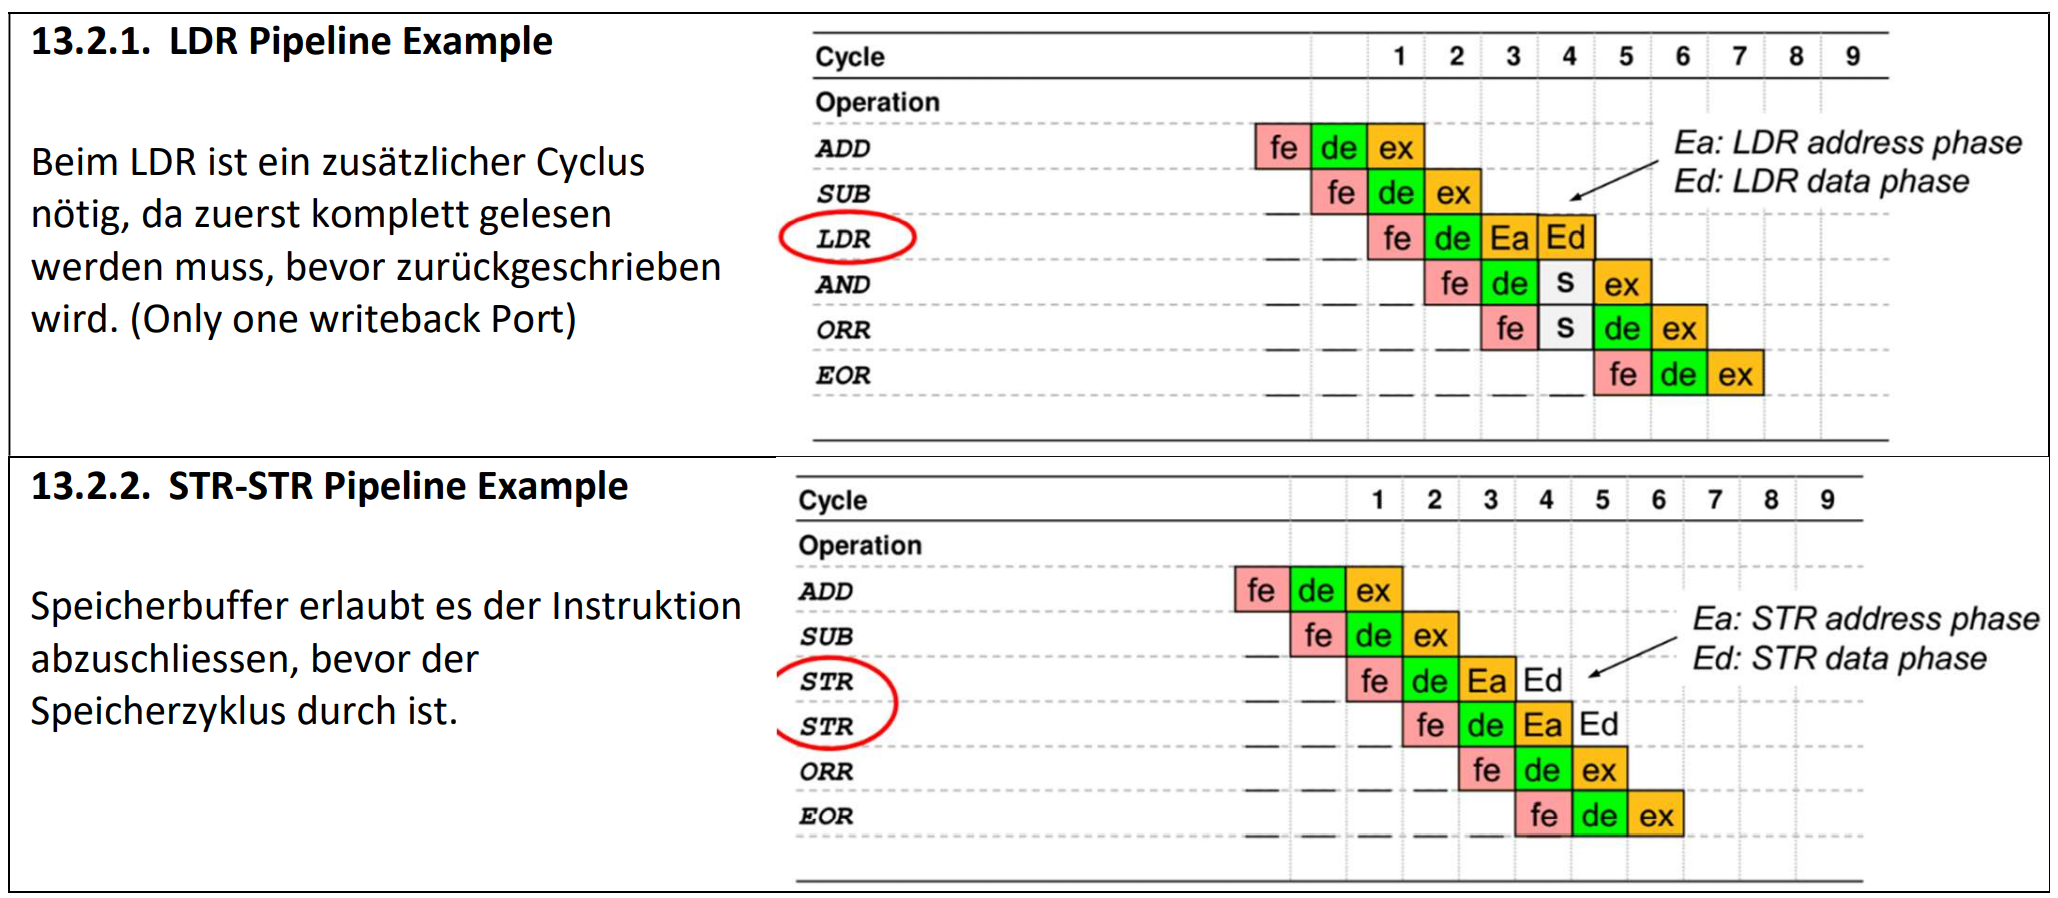 13.2.1. LDR Pipeline Example
Beim LDR ist ein zusätzlicher Cyclus
nötig, da zuerst komplett gelesen
werden muss, bevor zurückgeschrieben
wird. (Only one writeback Port)
Cycle 1 2 3 4 5 6 7 8 9
Operation
ADD fe de ex
SUB fe de ex
LDR fe de Ea Ed
AND fe de S ex
ORR fe S de ex
EOR fe de ex
Ea: LDR address phase
Ed: LDR data phase
13.2.2. STR-STR Pipeline Example
Speicherbuffer erlaubt es der Instruktion
abzuschliessen, bevor der
Speicherzyklus durch ist.
Cycle 1 2 3 4 5 6 7 8 9
Operation
ADD fe de ex
SUB fe de ex
STR fe de Ea Ed
STR fe de Ea Ed
ORR fe de ex
EOR fe de ex
Ea: STR address phase
Ed: STR data phase